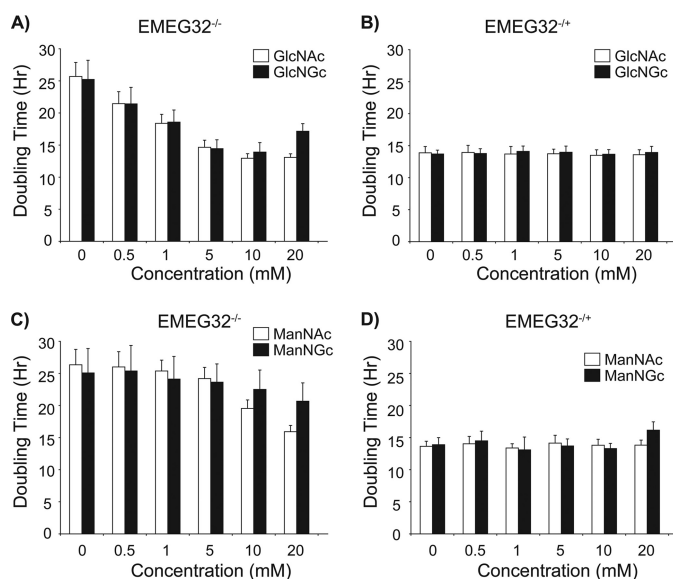 A) EMEG32-/-
GlcNAc
GlcNGc
Doubling Time (Hr)
30
25
20
15
10
5
0
0 0.5 1 5 10 20
Concentration (mM)
B) EMEG32-/+
GlcNAc
GlcNGc
Doubling Time (Hr)
30
25
20
15
10
5
0
0 0.5 1 5 10 20
Concentration (mM)
C) EMEG32-/-
ManNAc
ManNGc
Doubling Time (Hr)
30
25
20
15
10
5
0
0 0.5 1 5 10 20
Concentration (mM)
D) EMEG32-/+
ManNAc
ManNGc
Doubling Time (Hr)
30
25
20
15
10
5
0
0 0.5 1 5 10 20
Concentration (mM)